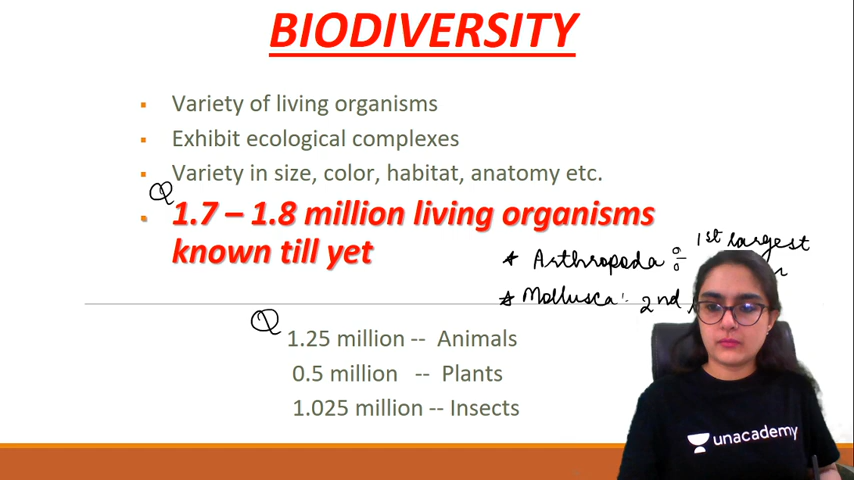 BIODIVERSITY
Variety of living organisms
Exhibit ecological complexes
Variety in size, color, habitat, anatomy etc.
Q
1.7 – 1.8 million living organisms
known till yet
* Arthropoda : 1st largest
* Mollusca : 2nd
Q
1.25 million -- Animals
0.5 million -- Plants
1.025 million -- Insects
unacademy